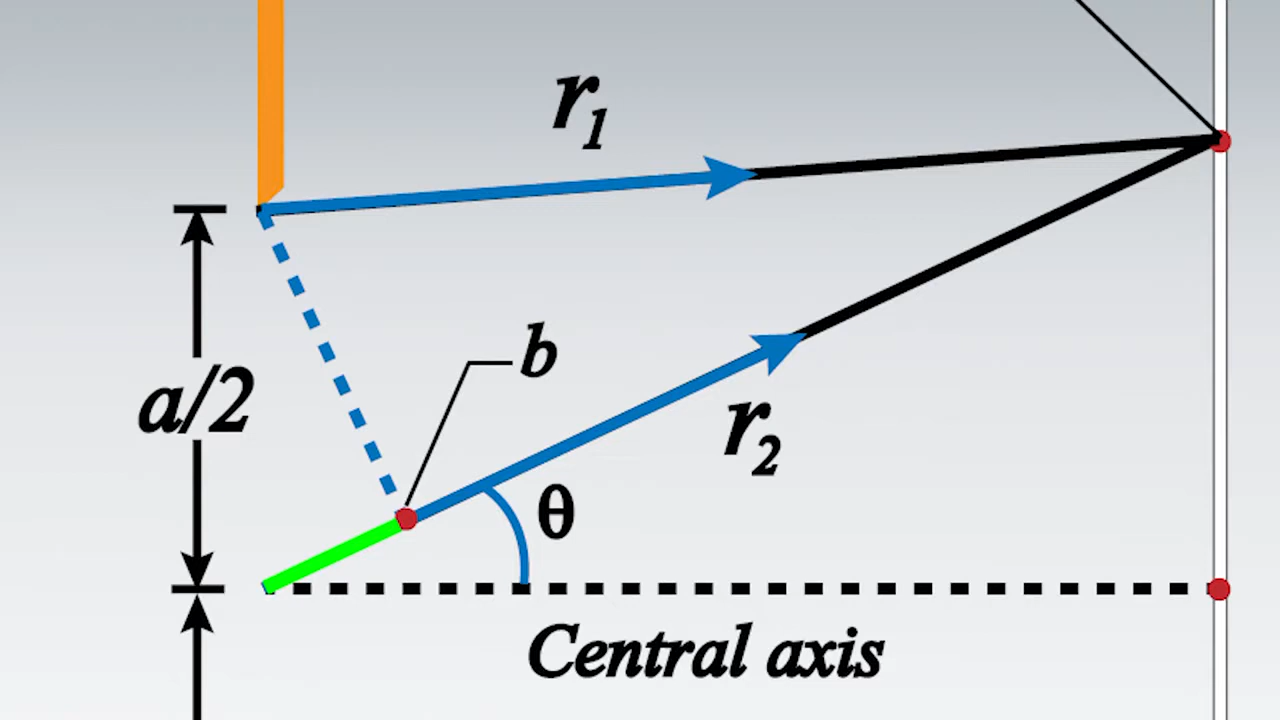 r1
b
a/2
r2
θ
Central axis